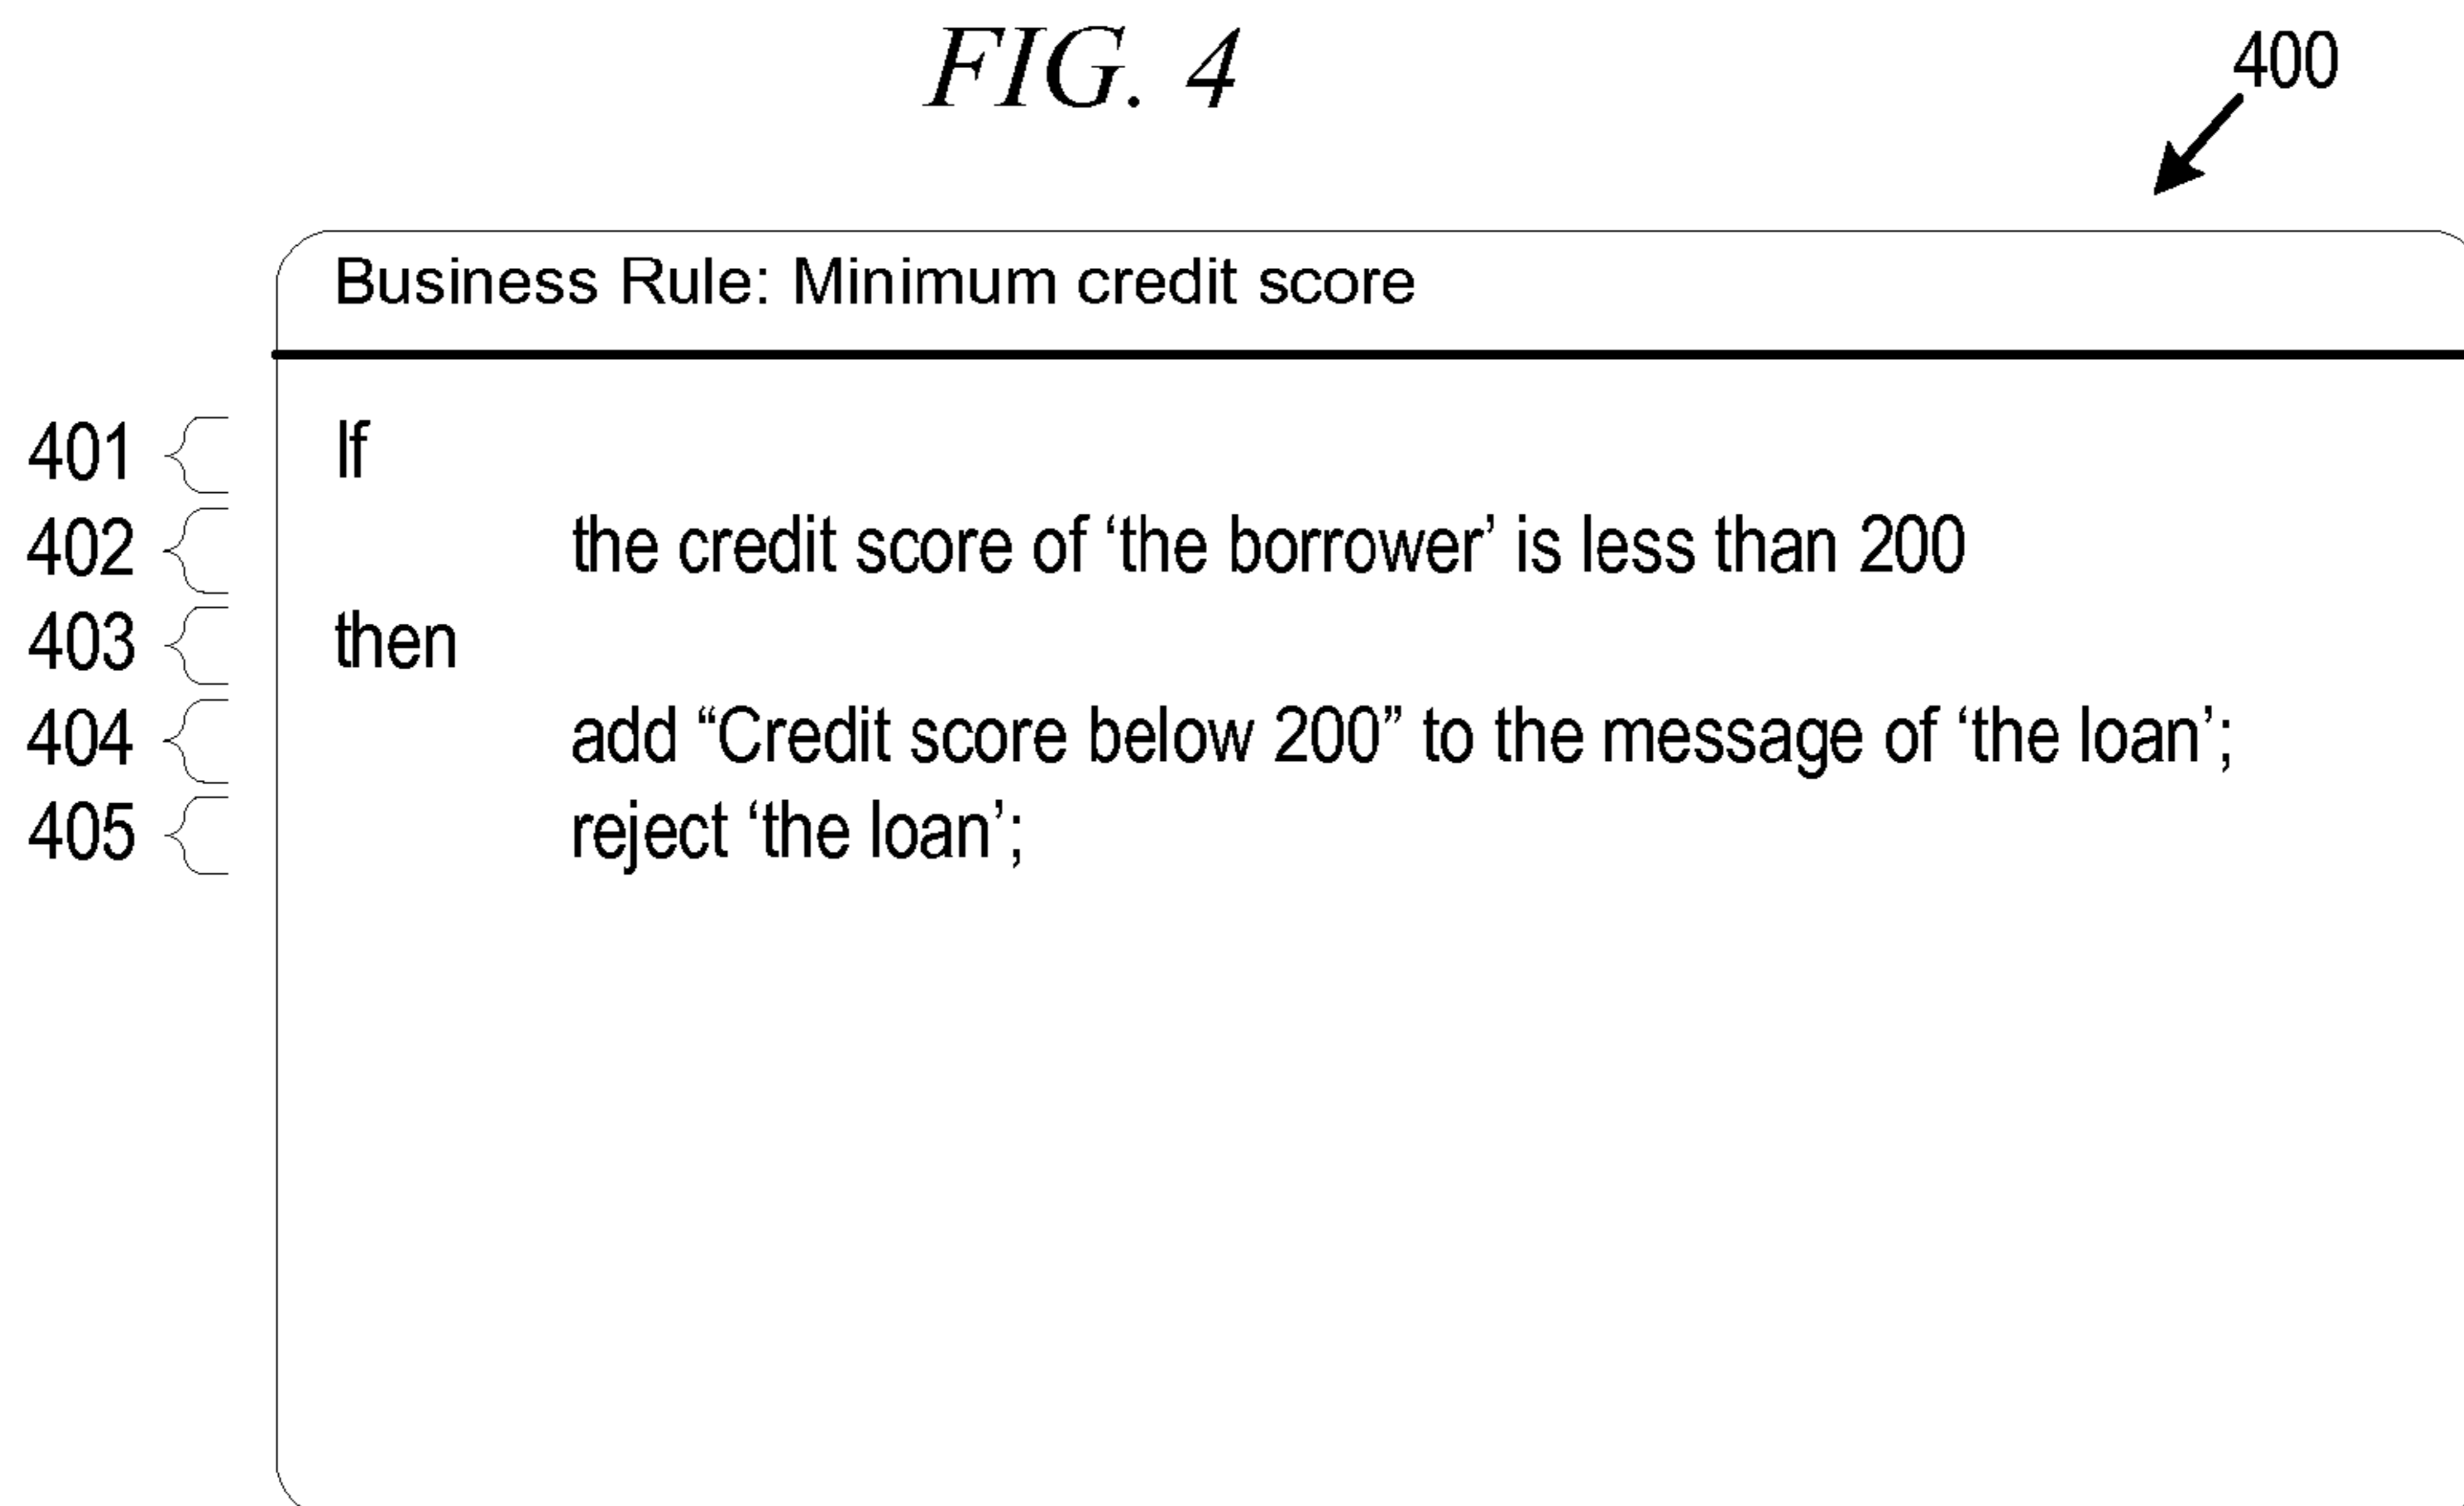 FIG. 4
400
Business Rule: Minimum credit score
401 If
402 the credit score of ‘the borrower’ is less than 200
403 then
404 add “Credit score below 200” to the message of ‘the loan’;
405 reject ‘the loan’;